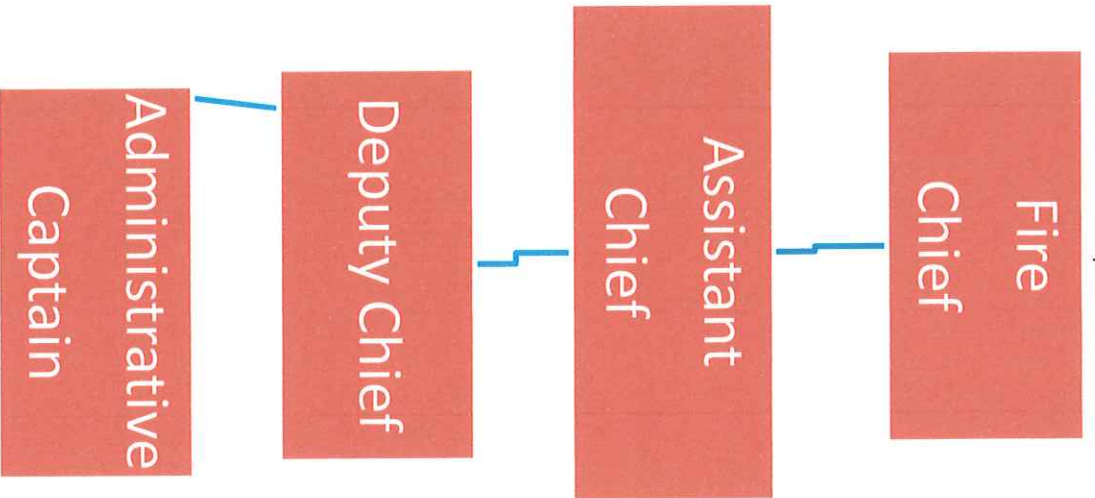 Fire
Chief
Assistant
Chief
Deputy Chief
Administrative
Captain